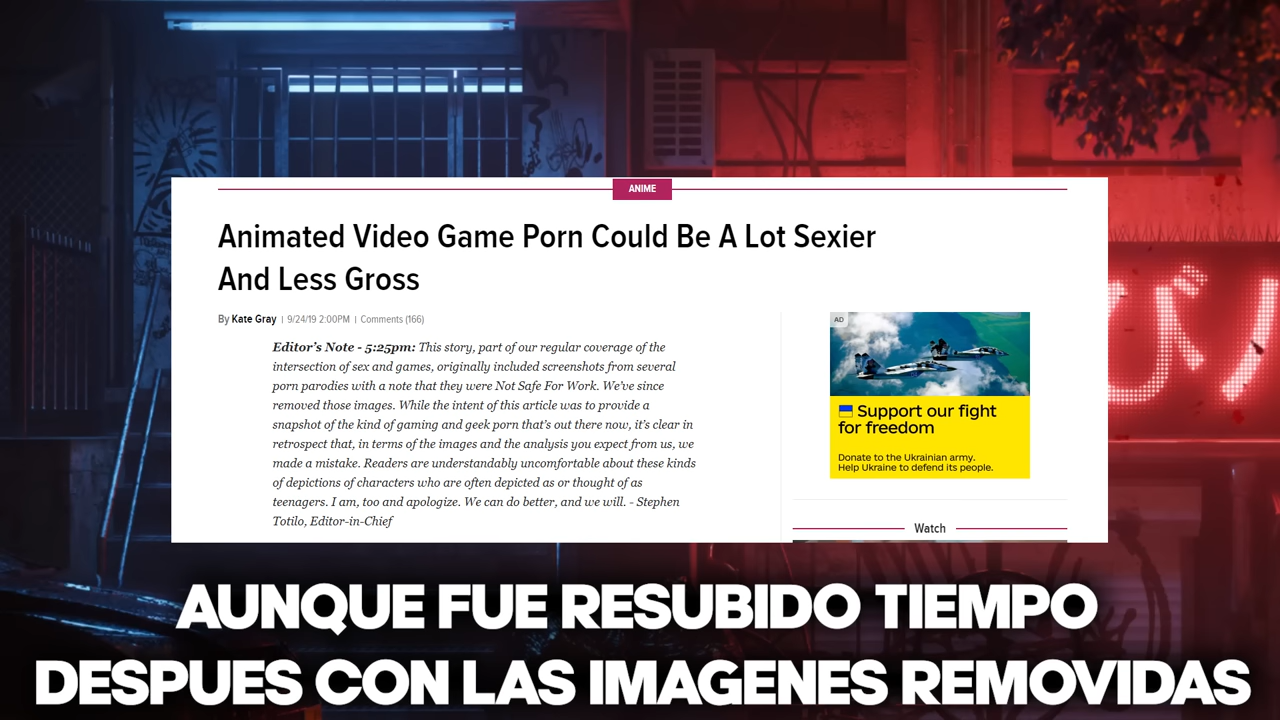 ANIME
Animated Video Game Porn Could Be A Lot Sexier
And Less Gross
By Kate Gray | 9/24/19 2:00PM | Comments (166)
Editor's Note - 5:25pm: This story, part of our regular coverage of the
intersection of sex and games, originally included screenshots from several
porn parodies with a note that they were Not Safe For Work. We've since
removed those images. While the intent of this article was to provide a
snapshot of the kind of gaming and geek porn that's out there now, it's clear in
retrospect that, in terms of the images and the analysis you expect from us, we
made a mistake. Readers are understandably uncomfortable about these kinds
of depictions of characters who are often depicted as or thought of as
teenagers. I am, too and apologize. We can do better, and we will. - Stephen
Totilo, Editor-in-Chief
AD
Support our fight
for freedom
Donate to the Ukrainian army.
Help Ukraine to defend its people.
Watch
AUNQUE FUE RESUBIDO TIEMPO
DESPUES CON LAS IMAGENES REMOVIDAS